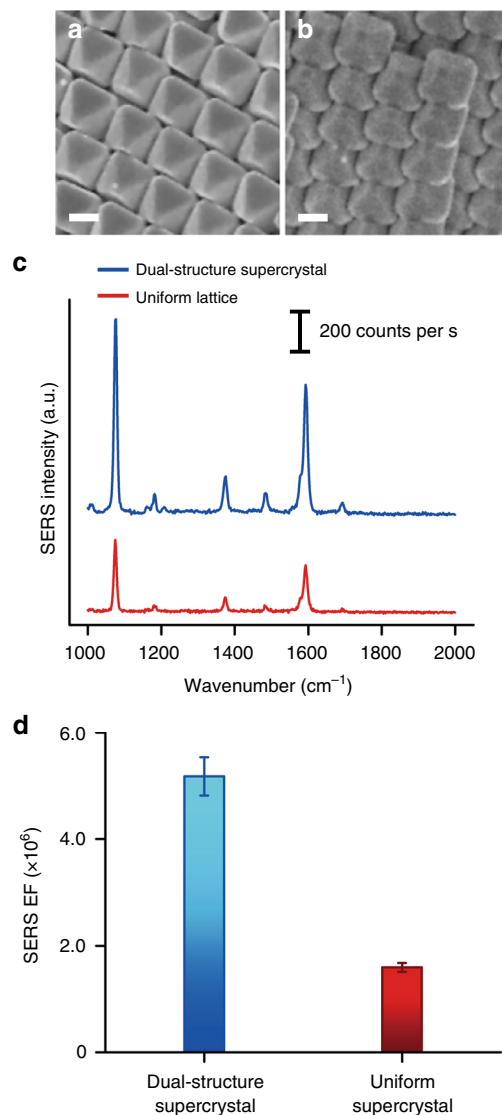 a
b
c
Dual-structure supercrystal
Uniform lattice
200 counts per s
SERS intensity (a.u.)
1000 1200 1400 1600 1800 2000
Wavenumber (cm⁻¹)
d
SERS EF (×10⁶)
6.0
4.0
2.0
0
Dual-structure
supercrystal
Uniform
supercrystal